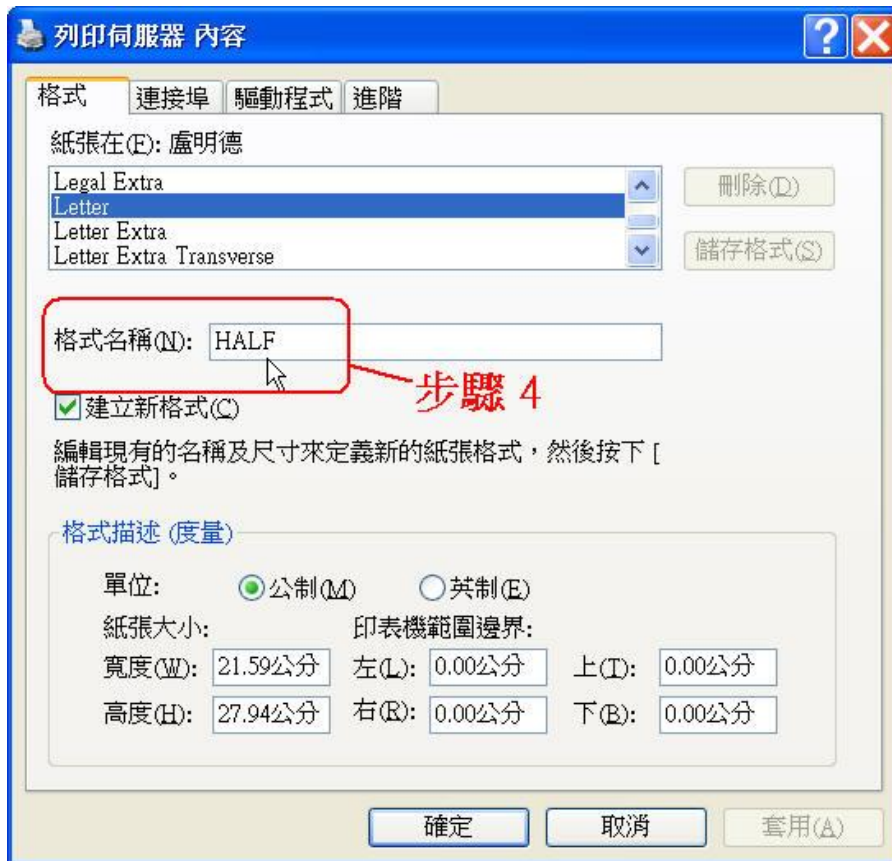 列印伺服器 內容
格式 連接埠 驅動程式 進階
紙張在(F): 盧明德
Legal Extra
Letter
Letter Extra
Letter Extra Transverse
刪除(D)
儲存格式(S)
格式名稱(N): HALF
步驟 4
建立新格式(C)
編輯現有的名稱及尺寸來定義新的紙張格式，然後按下 [
儲存格式]。
格式描述 (度量)
單位: 公制(M) 英制(E)
紙張大小: 印表機範圍邊界:
寬度(W): 21.59公分 左(L): 0.00公分 上(T): 0.00公分
高度(H): 27.94公分 右(R): 0.00公分 下(B): 0.00公分
確定 取消 套用(A)